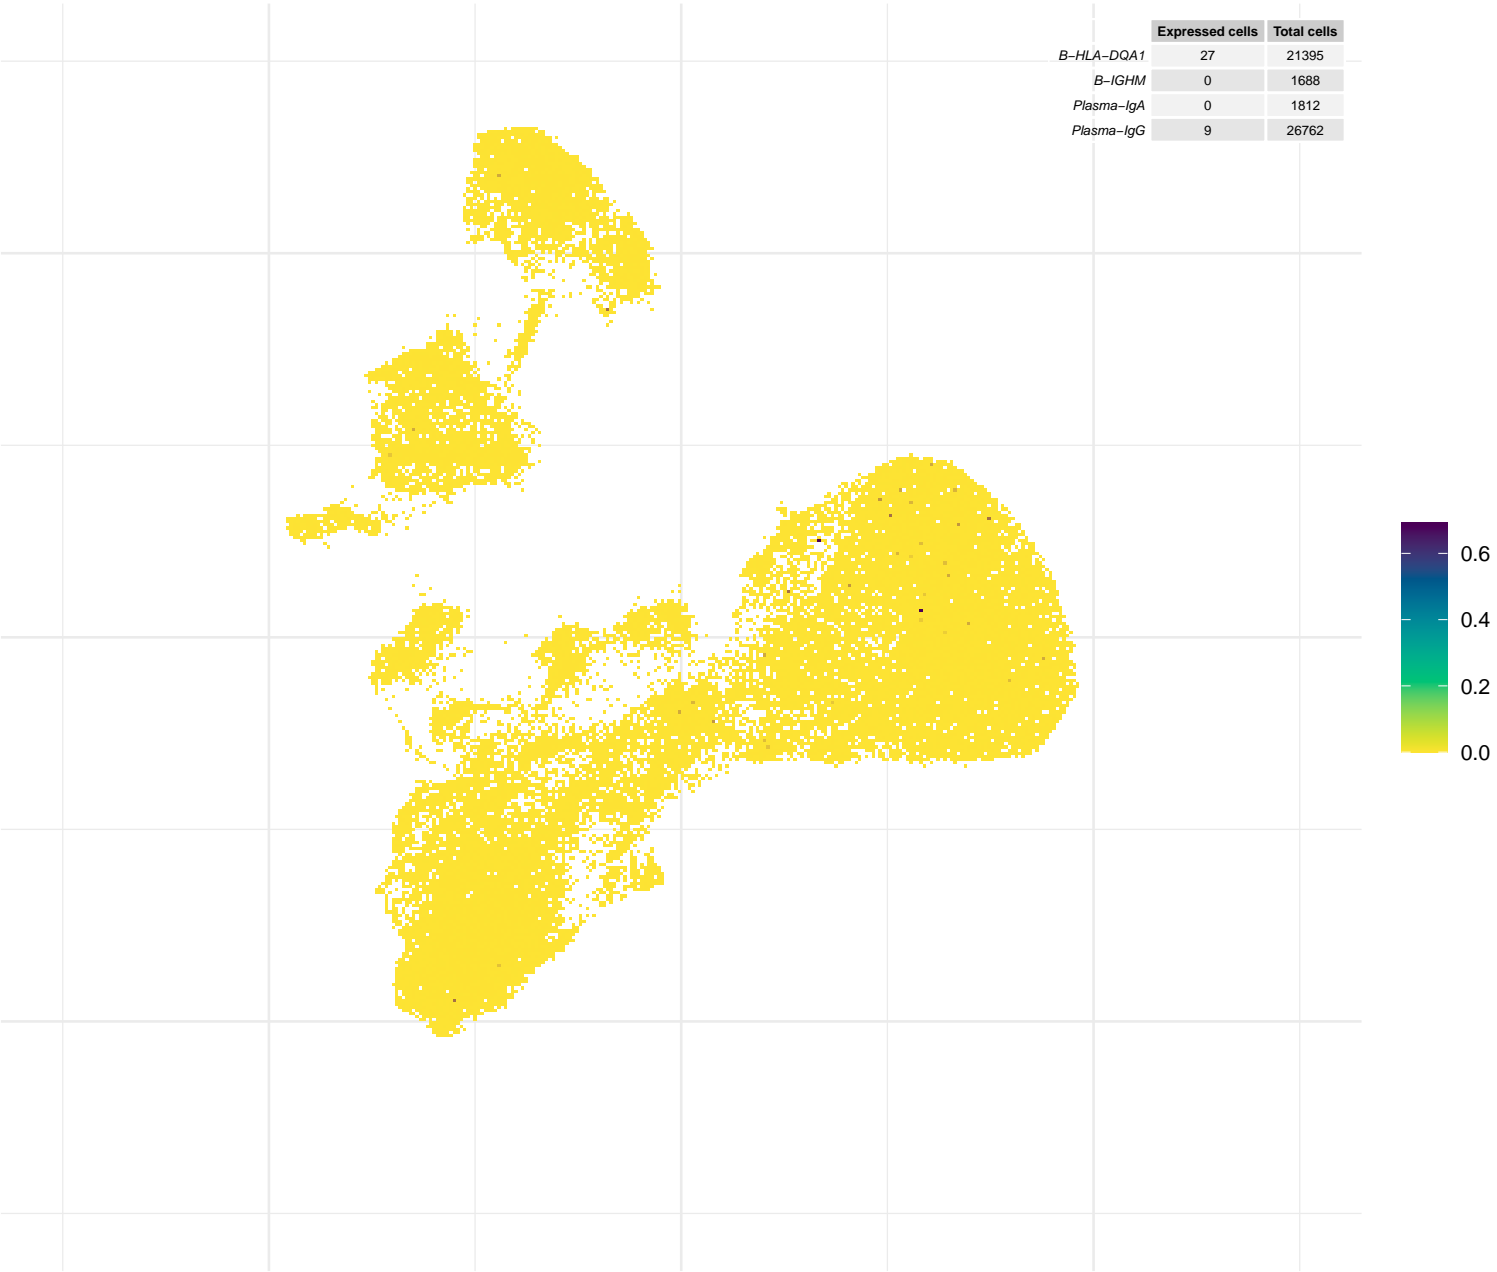 Expressed cells Total cells
B−HLA−DQA1 27 21395
B−IGHM 0 1688
Plasma−IgA 0 1812
Plasma−IgG 9 26762
0.6
0.4
0.2
0.0